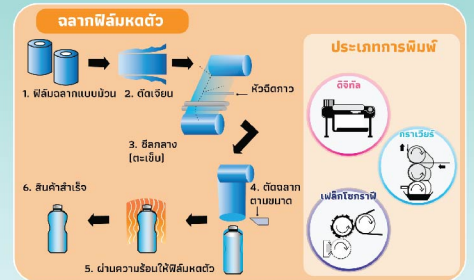 ฉลากฟิล์มหดตัว
1. ฟิล์มฉลากแบบม้วน
2. ตัดเจียน
หัวฉีดกาว
3. ซีลกลาง
(ตะเข็บ)
4. ตัดฉลาก
ตามขนาด
5. ผ่านความร้อนให้ฟิล์มหดตัว
6. สินค้าสำเร็จ
ประเภทการพิมพ์
ดิจิทัล
กราเวียร์
เฟล็กโซกราฟี